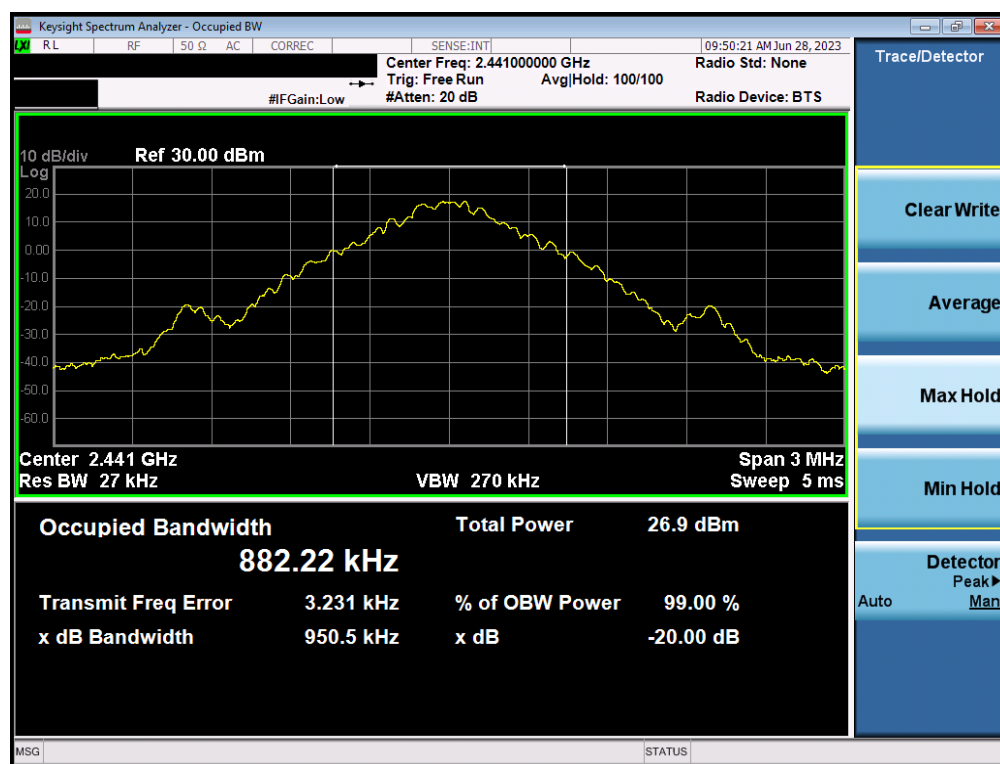 Keysight Spectrum Analyzer - Occupied BW
LXI RL RF 50 Ω AC CORREC SENSE:INT 09:50:21 AM Jun 28, 2023
Center Freq: 2.441000000 GHz Radio Std: None
Trig: Free Run Avg|Hold: 100/100
#IFGain:Low #Atten: 20 dB Radio Device: BTS
10 dB/div Ref 30.00 dBm
Log
20.0
10.0
0.00
-10.0
-20.0
-30.0
-40.0
-50.0
-60.0
Center 2.441 GHz Span 3 MHz
Res BW 27 kHz VBW 270 kHz Sweep 5 ms
Occupied Bandwidth Total Power 26.9 dBm
882.22 kHz
Transmit Freq Error 3.231 kHz % of OBW Power 99.00 %
x dB Bandwidth 950.5 kHz x dB -20.00 dB
MSG STATUS
Trace/Detector
Clear Write
Average
Max Hold
Min Hold
Detector
Peak▶
Auto Man